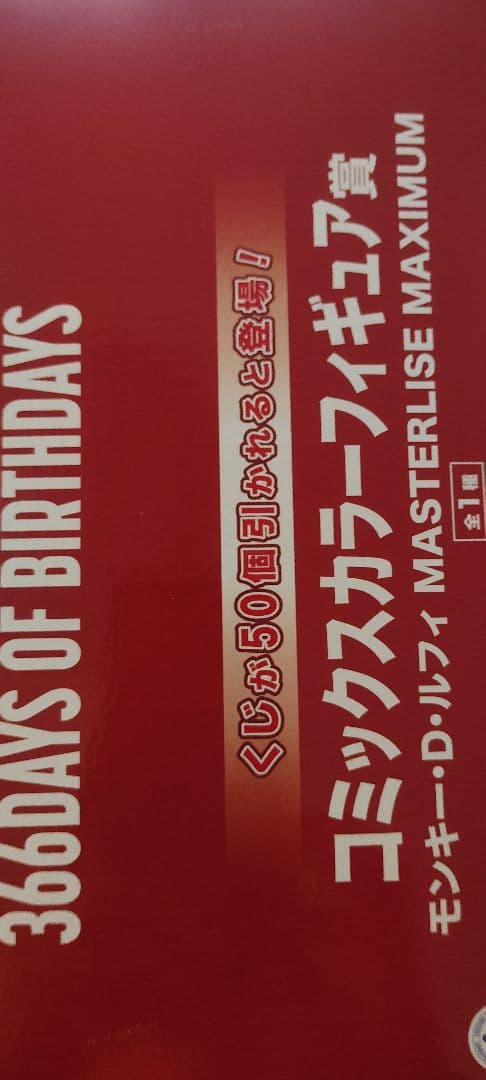 366DAYS OF BIRTHDAYS
くじが50個引かれると登場！
コミックスカラーフィギュア賞
モンキー・D・ルフィ MASTERLISE MAXIMUM
全1種